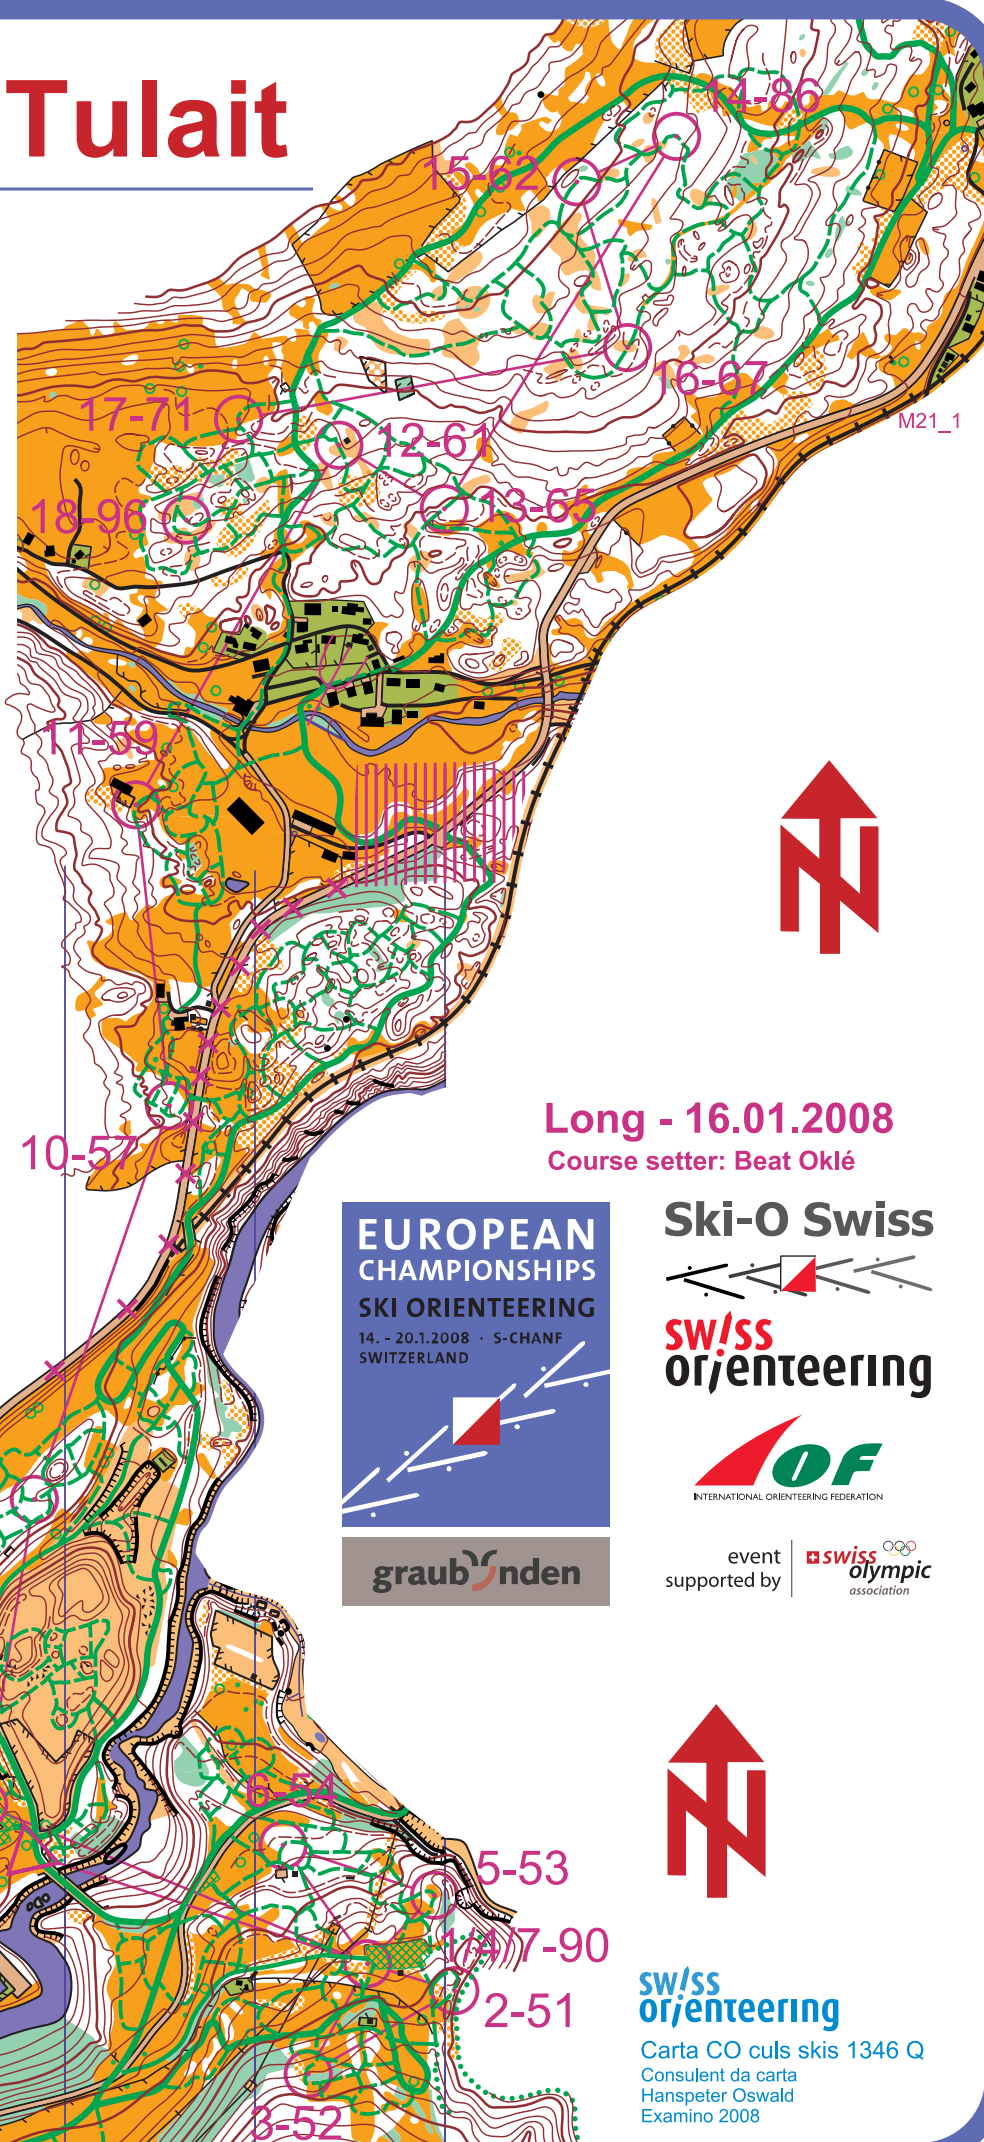 Tulait
14-86
15-62
16-67
17-71
12-61
M21_1
18-96
13-65
11-59
10-57
Long - 16.01.2008
Course setter: Beat Oklé
EUROPEAN
CHAMPIONSHIPS
SKI ORIENTEERING
14. - 20.1.2008 · S-CHANF
SWITZERLAND
Ski-O Swiss
swiss
orienteering
IOF
INTERNATIONAL ORIENTEERING FEDERATION
graubünden
event
supported by
swiss
olympic
association
6-54
5-53
1/4/7-90
2-51
3-52
swiss
orienteering
Carta CO culs skis 1346 Q
Consulent da carta
Hanspeter Oswald
Examino 2008